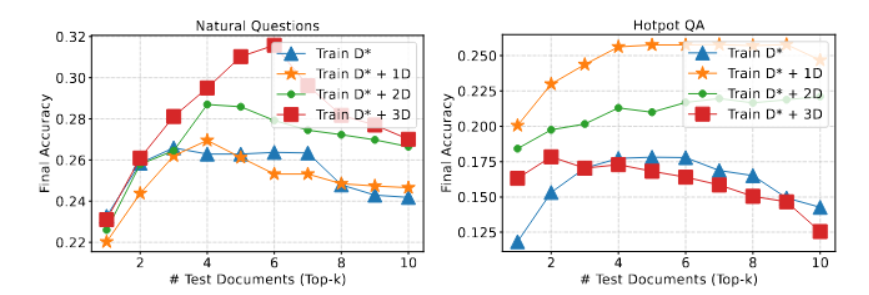 Natural Questions
0.32
0.30
0.28
0.26
0.24
0.22
Final Accuracy
2
4
6
8
10
# Test Documents (Top-k)
Train D*
Train D* + 1D
Train D* + 2D
Train D* + 3D
Hotpot QA
0.250
0.225
0.200
0.175
0.150
0.125
Final Accuracy
2
4
6
8
10
# Test Documents (Top-k)
Train D*
Train D* + 1D
Train D* + 2D
Train D* + 3D